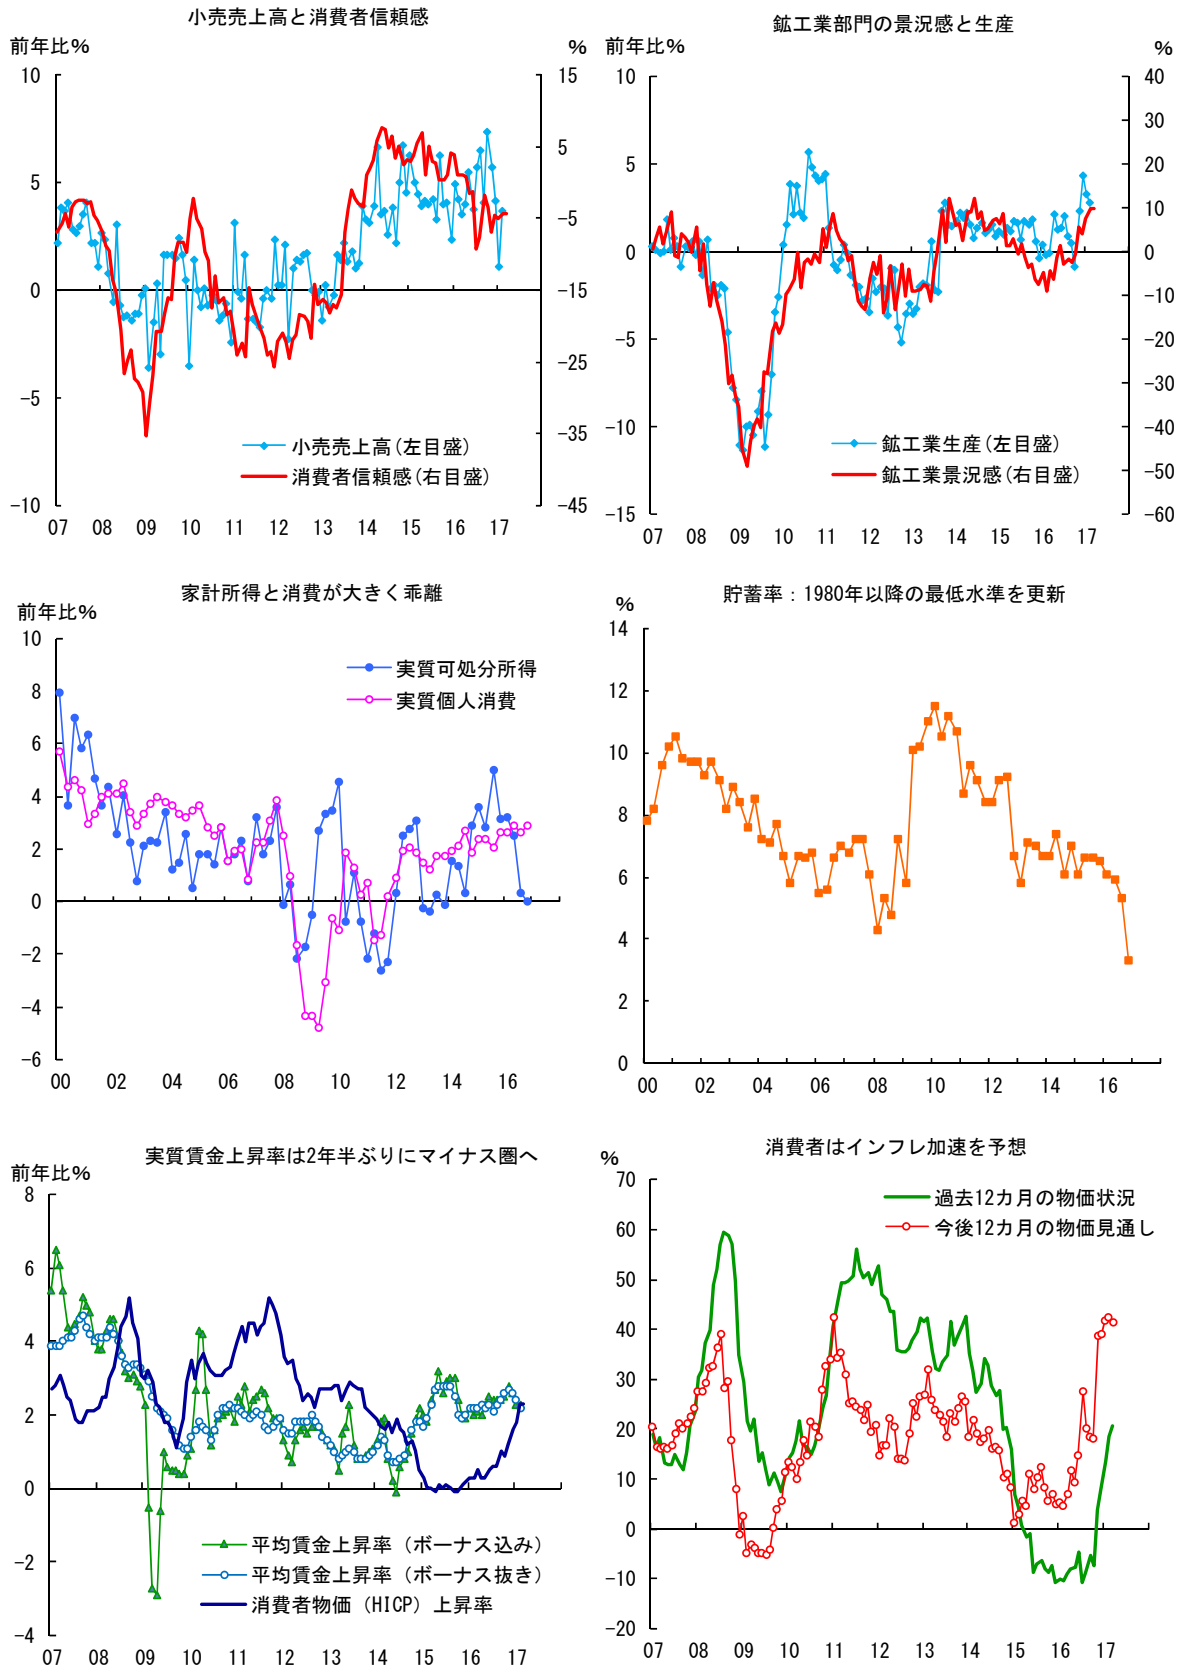 小売売上高と消費者信頼感
前年比%
%
10
5
0
-5
-10
15
5
-5
-15
-25
-35
-45
小売売上高(左目盛)
消費者信頼感(右目盛)
07 08 09 10 11 12 13 14 15 16 17
鉱工業部門の景況感と生産
前年比%
%
10
5
0
-5
-10
-15
40
30
20
10
0
-10
-20
-30
-40
-50
-60
鉱工業生産(左目盛)
鉱工業景況感(右目盛)
07 08 09 10 11 12 13 14 15 16 17
家計所得と消費が大きく乖離
前年比%
10
8
6
4
2
0
-2
-4
-6
実質可処分所得
実質個人消費
00 02 04 06 08 10 12 14 16
貯蓄率：1980年以降の最低水準を更新
%
14
12
10
8
6
4
2
0
00 02 04 06 08 10 12 14 16
実質賃金上昇率は2年半ぶりにマイナス圏へ
前年比%
8
6
4
2
0
-2
-4
平均賃金上昇率（ボーナス込み）
平均賃金上昇率（ボーナス抜き）
消費者物価（HICP）上昇率
07 08 09 10 11 12 13 14 15 16 17
消費者はインフレ加速を予想
%
70
60
50
40
30
20
10
0
-10
-20
過去12カ月の物価状況
今後12カ月の物価見通し
07 08 09 10 11 12 13 14 15 16 17